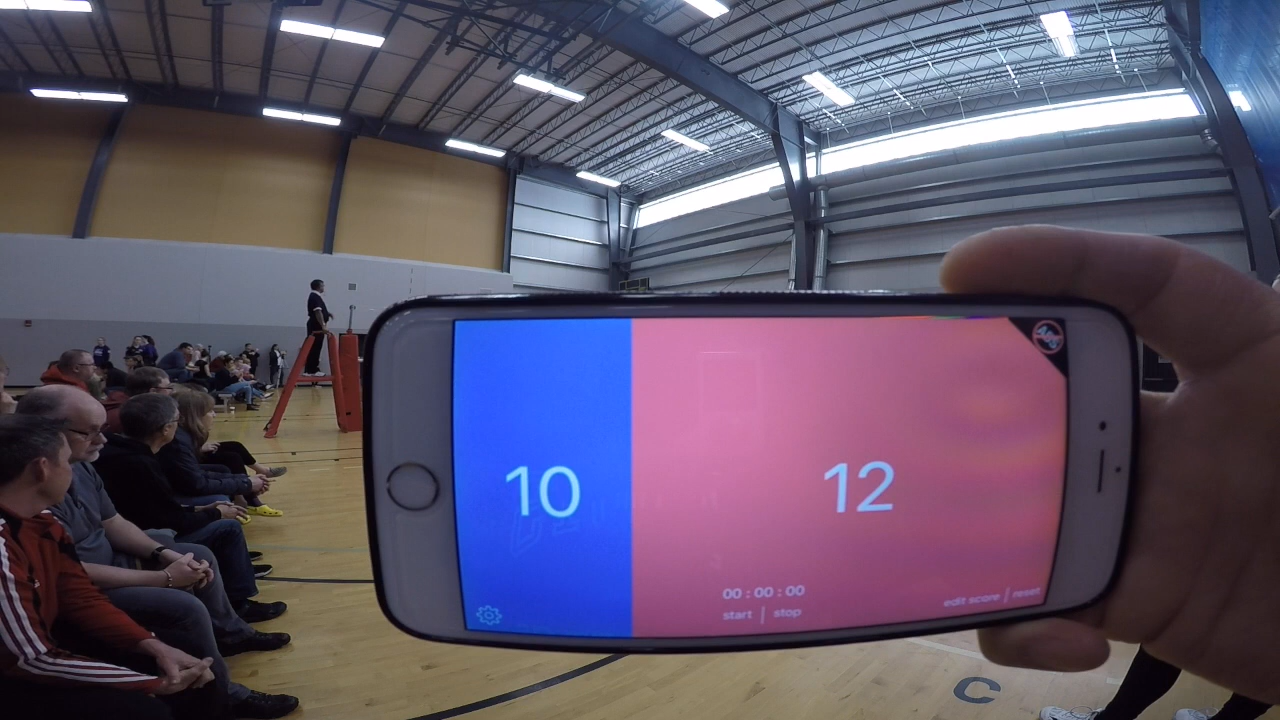 10
12
00 : 00 : 00
start | stop
edit score | reset
C